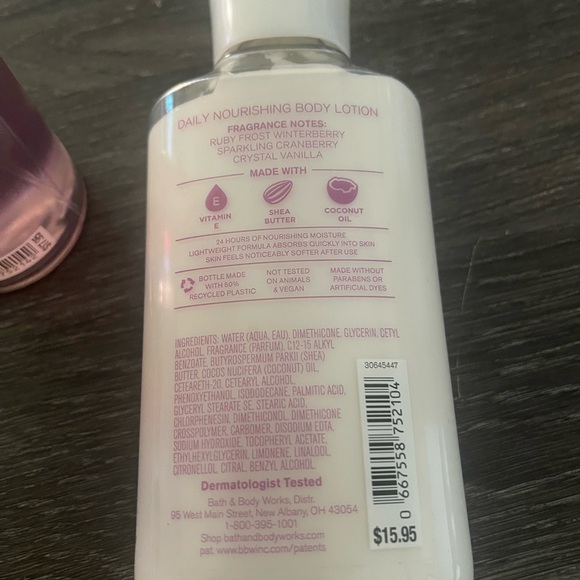 DAILY NOURISHING BODY LOTION
FRAGRANCE NOTES:
RUBY FROST WINTERBERRY
SPARKLING CRANBERRY
CRYSTAL VANILLA
MADE WITH
E
VITAMIN
E
SHEA
BUTTER
COCONUT
OIL
24 HOURS OF NOURISHING MOISTURE
LIGHTWEIGHT FORMULA ABSORBS QUICKLY INTO SKIN
SKIN FEELS NOTICEABLY SOFTER AFTER USE
BOTTLE MADE
WITH 50%
RECYCLED PLASTIC
NOT TESTED
ON ANIMALS
& VEGAN
MADE WITHOUT
PARABENS OR
ARTIFICIAL DYES
INGREDIENTS: WATER (AQUA, EAU), DIMETHICONE, GLYCERIN, CETYL
ALCOHOL, FRAGRANCE (PARFUM), C12-15 ALKYL
BENZOATE, BUTYROSPERMUM PARKII (SHEA)
BUTTER, COCOS NUCIFERA (COCONUT) OIL,
CETEARETH-20, CETEARYL ALCOHOL,
PHENOXYETHANOL, ISODODECANE, PALMITIC ACID,
GLYCERYL STEARATE SE, STEARIC ACID,
CHLORPHENESIN, DIMETHICONOL, DIMETHICONE
CROSSPOLYMER, CARBOMER, DISODIUM EDTA,
SODIUM HYDROXIDE, TOCOPHERYL ACETATE,
ETHYLHEXYLGLYCERIN, LIMONENE, LINALOOL,
CITRONELLOL, CITRAL, BENZYL ALCOHOL.
Dermatologist Tested
Bath & Body Works, Distr.
95 West Main Street, New Albany, OH 43054
1-800-395-1001
Shop bathandbodyworks.com
pat. www.bbwinc.com/patents
30645447
0 667558 752104
$15.95